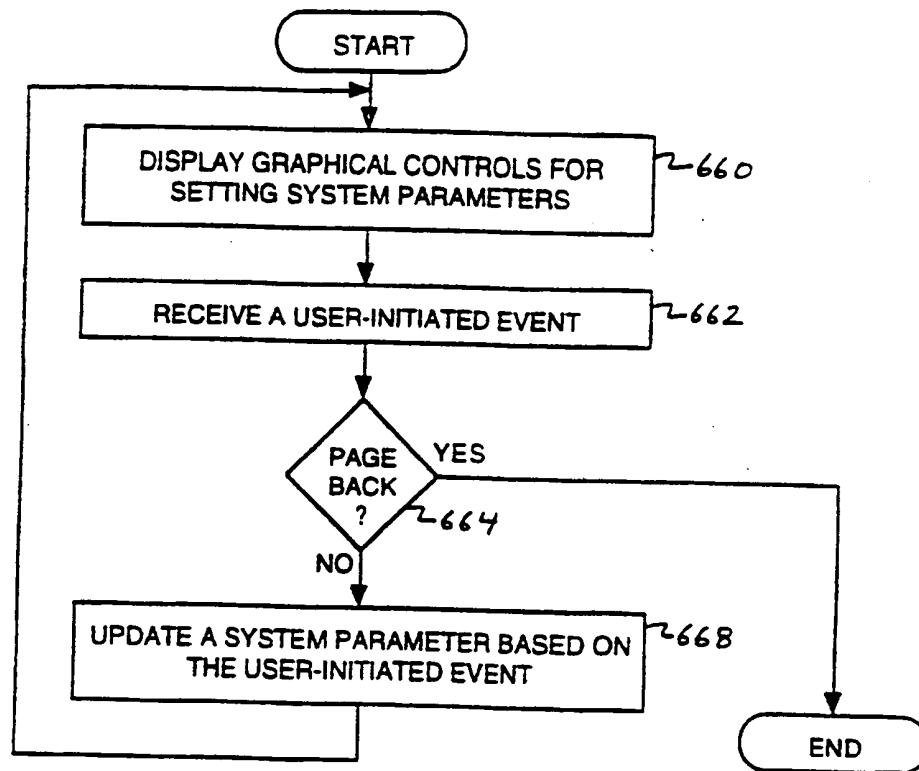 START
DISPLAY GRAPHICAL CONTROLS FOR
SETTING SYSTEM PARAMETERS
660
RECEIVE A USER-INITIATED EVENT
662
PAGE
BACK
?
YES
664
NO
UPDATE A SYSTEM PARAMETER BASED ON
THE USER-INITIATED EVENT
668
END